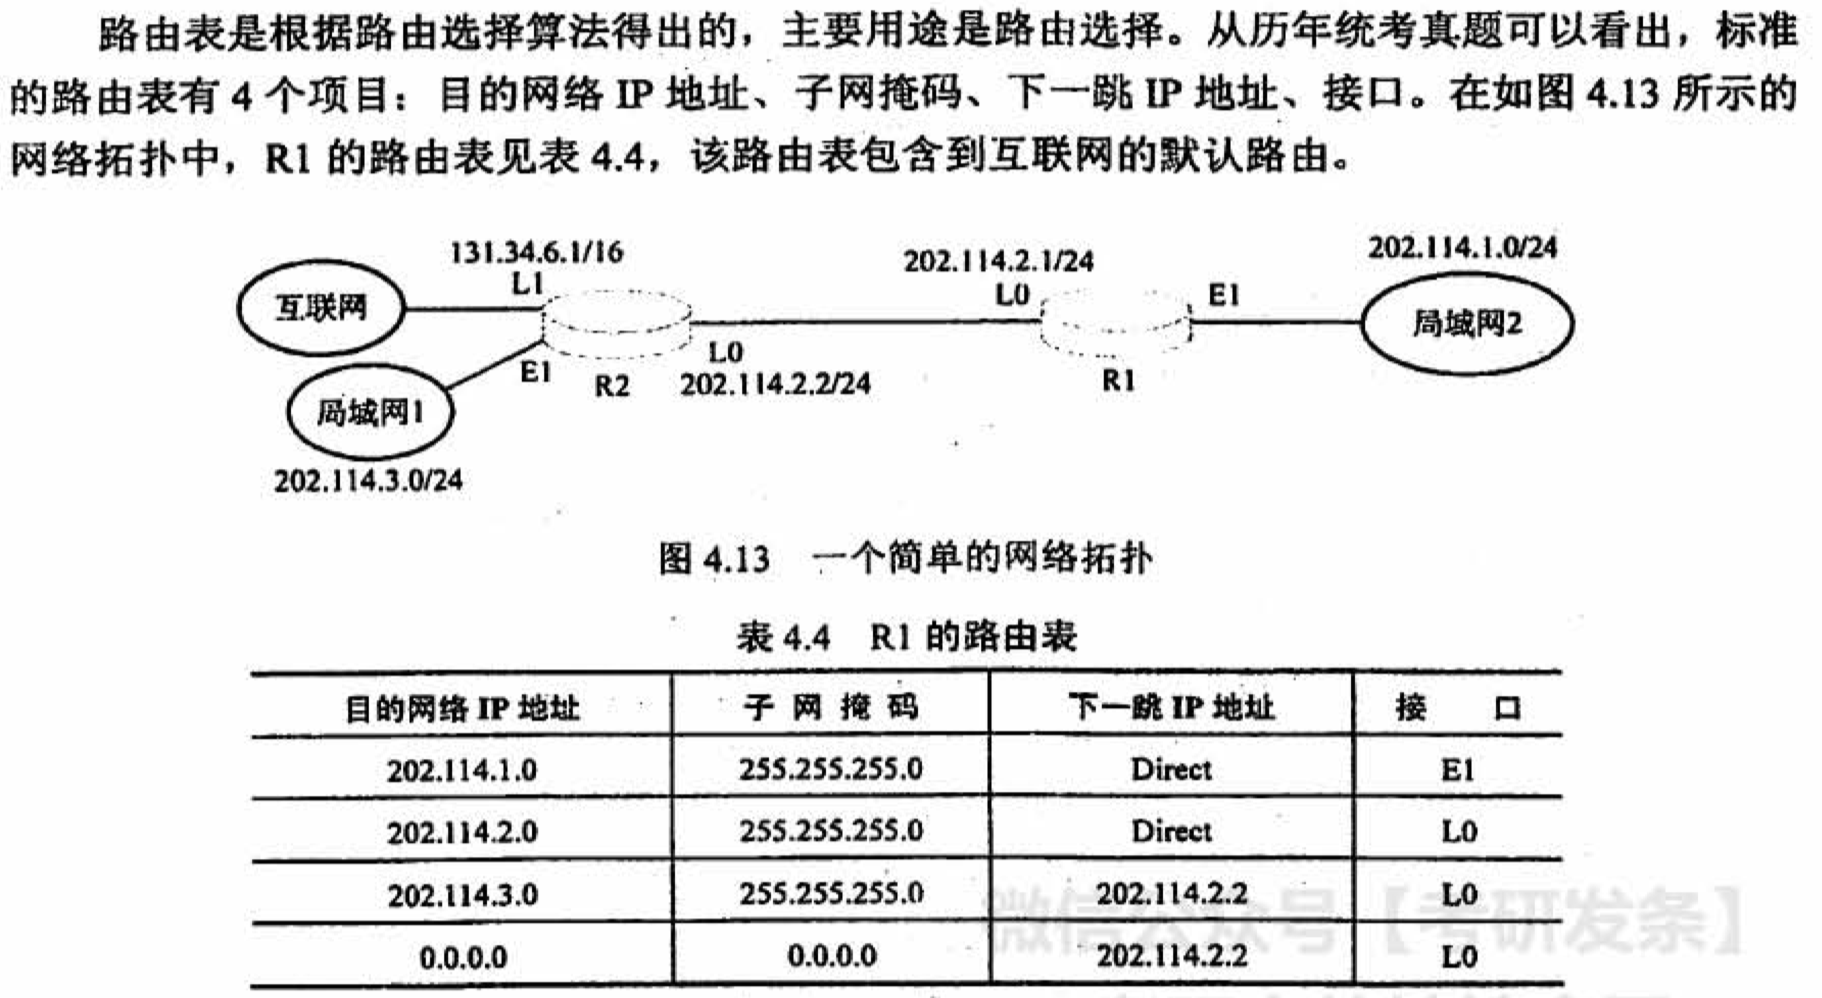 路由表是根据路由选择算法得出的，主要用途是路由选择。从历年统考真题可以看出，标准
的路由表有 4 个项目：目的网络 IP 地址、子网掩码、下一跳 IP 地址、接口。在如图 4.13 所示的
网络拓扑中，R1 的路由表见表 4.4，该路由表包含到互联网的默认路由。
131.34.6.1/16
202.114.2.1/24
202.114.1.0/24
互联网
L1
L0
E1
局域网2
E1
R2
L0
202.114.2.2/24
R1
局域网1
202.114.3.0/24
图 4.13 一个简单的网络拓扑
表 4.4 R1 的路由表
目的网络 IP 地址 子 网 掩 码 下一跳 IP 地址 接 口
202.114.1.0 255.255.255.0 Direct E1
202.114.2.0 255.255.255.0 Direct L0
202.114.3.0 255.255.255.0 202.114.2.2 L0
0.0.0.0 0.0.0.0 202.114.2.2 L0
微信公众号【考研发条】